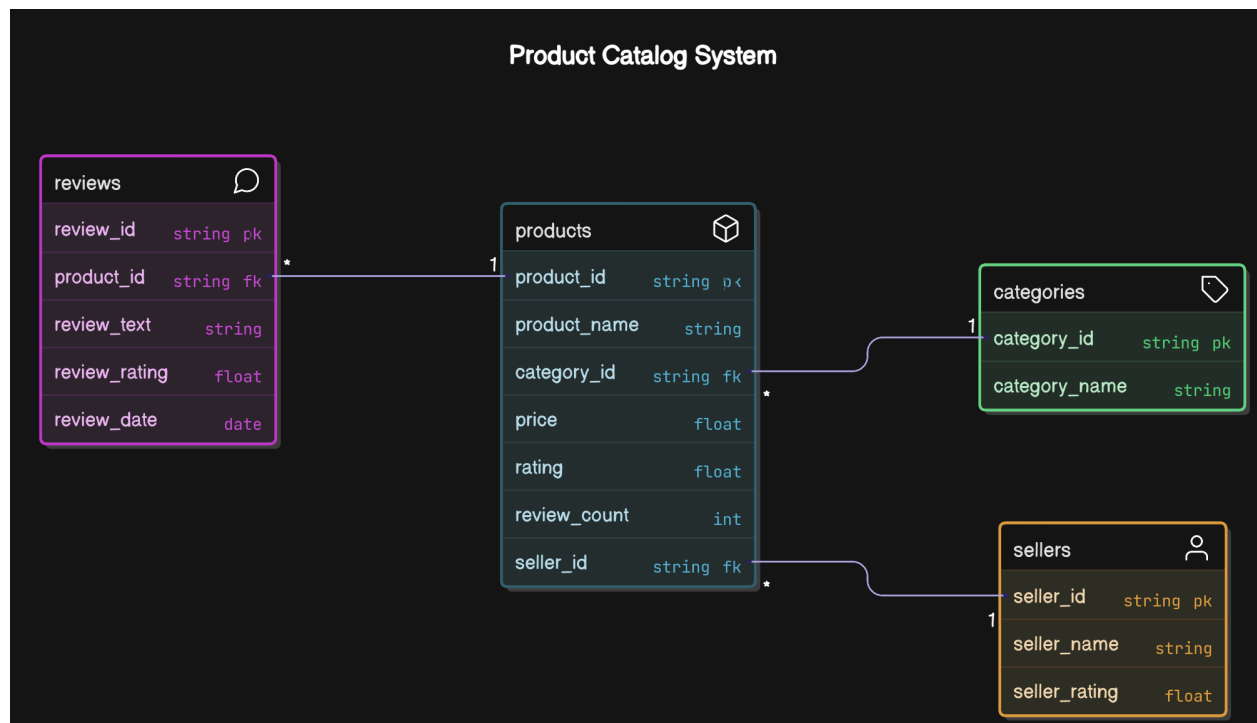 Product Catalog System
reviews
review_id string pk
product_id string fk
review_text string
review_rating float
review_date date
*
1
products
product_id string pk
product_name string
category_id string fk
price float
rating float
review_count int
seller_id string fk
*
1
categories
category_id string pk
category_name string
*
1
sellers
seller_id string pk
seller_name string
seller_rating float